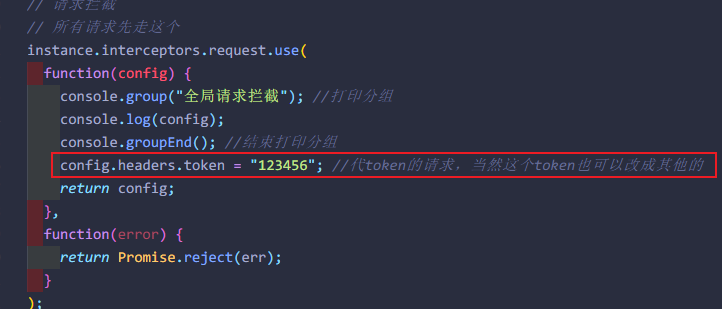 // 请求拦截
// 所有请求先走这个
instance.interceptors.request.use(
  function(config) {
    console.group("全局请求拦截"); //打印分组
    console.log(config);
    console.groupEnd(); //结束打印分组
    config.headers.token = "123456"; //代token的请求，当然这个token也可以改成其他的
    return config;
  },
  function(error) {
    return Promise.reject(err);
  }
);